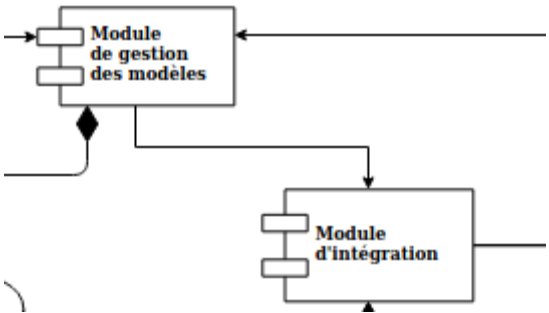 Module
de gestion
des modèles
Module
d'intégration